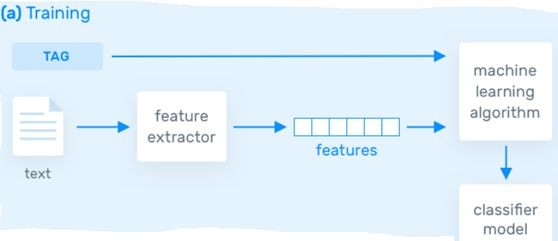 (a) Training
TAG
machine
learning
algorithm
feature
extractor
features
text
classifier
model